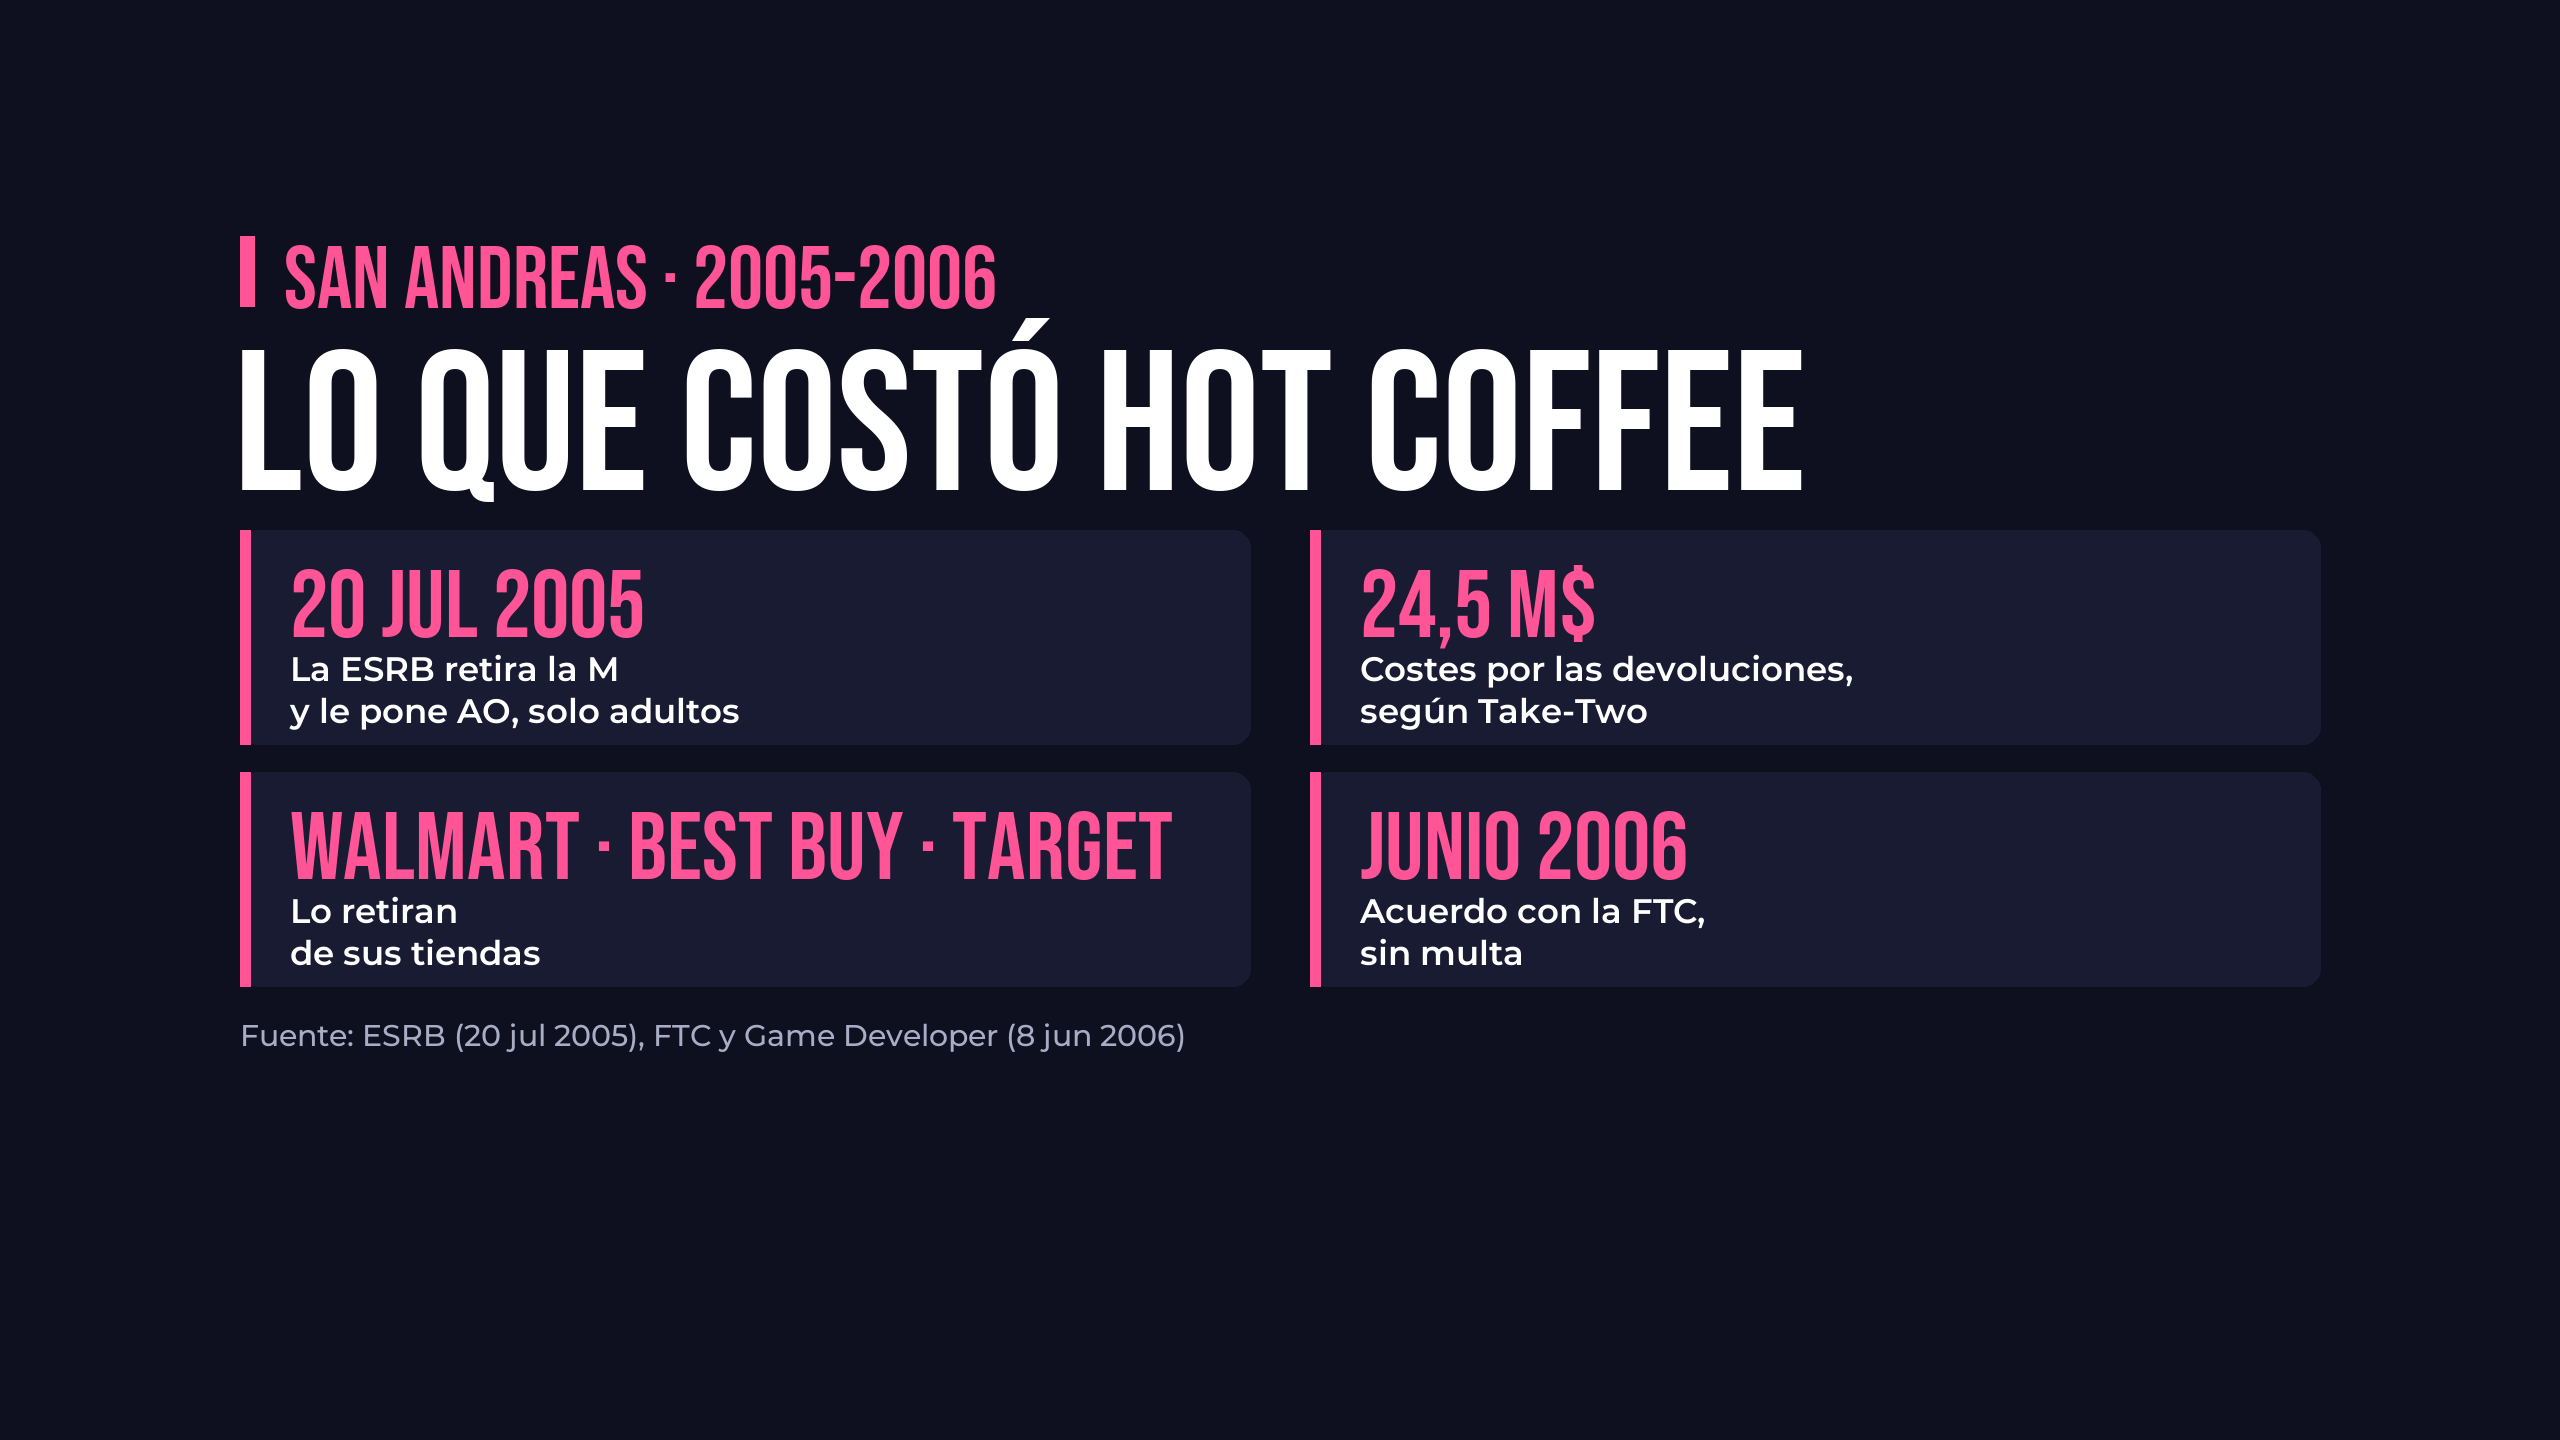 SAN ANDREAS · 2005-2006
LO QUE COSTÓ HOT COFFEE
20 JUL 2005
La ESRB retira la M
y le pone AO, solo adultos
24,5 M$
Costes por las devoluciones,
según Take-Two
WALMART · BEST BUY · TARGET
Lo retiran
de sus tiendas
JUNIO 2006
Acuerdo con la FTC,
sin multa
Fuente: ESRB (20 jul 2005), FTC y Game Developer (8 jun 2006)